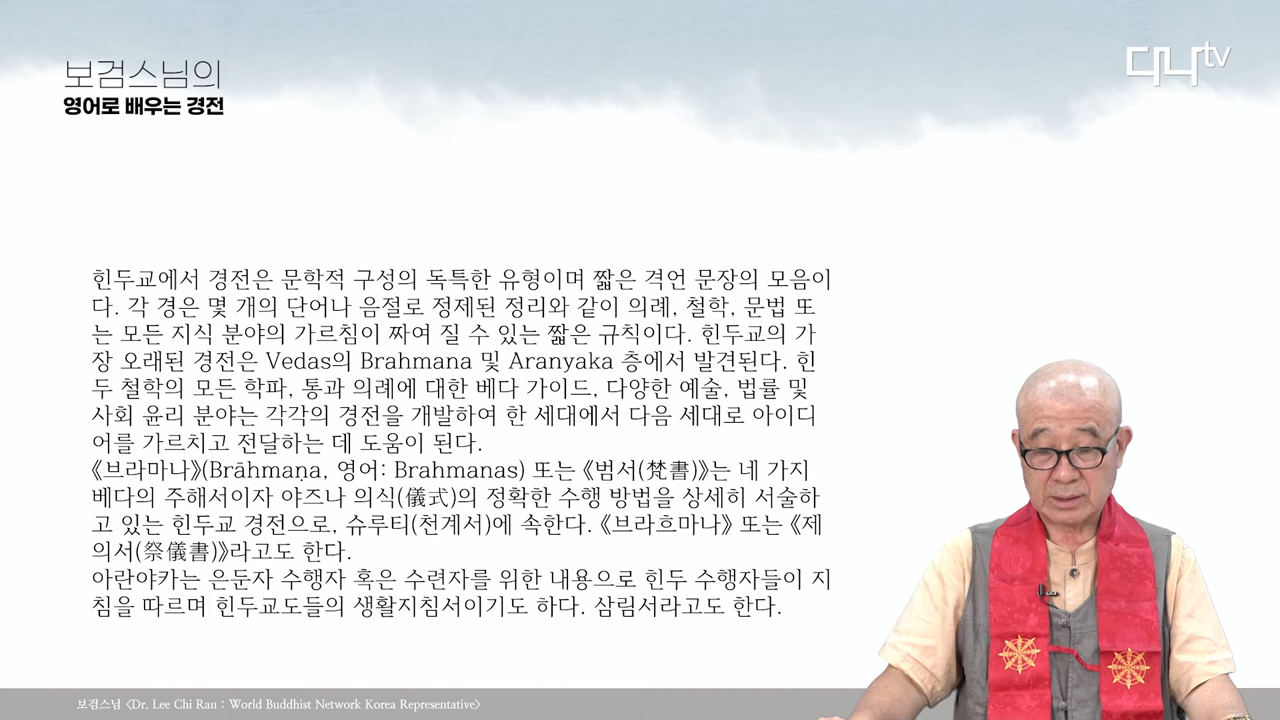 보검스님의
영어로 배우는 경전
다나tv
힌두교에서 경전은 문학적 구성의 독특한 유형이며 짧은 격언 문장의 모음이
다. 각 경은 몇 개의 단어나 음절로 정제된 정리와 같이 의례, 철학, 문법 또
는 모든 지식 분야의 가르침이 짜여 질 수 있는 짧은 규칙이다. 힌두교의 가
장 오래된 경전은 Vedas의 Brahmana 및 Aranyaka 층에서 발견된다. 힌
두 철학의 모든 학파, 통과 의례에 대한 베다 가이드, 다양한 예술, 법률 및
사회 윤리 분야는 각각의 경전을 개발하여 한 세대에서 다음 세대로 아이디
어를 가르치고 전달하는 데 도움이 된다.
《브라마나》(Brāhmaṇa, 영어: Brahmanas) 또는 《범서(梵書)》는 네 가지
베다의 주해서이자 야즈나 의식(儀式)의 정확한 수행 방법을 상세히 서술하
고 있는 힌두교 경전으로, 슈루티(천계서)에 속한다. 《브라흐마나》 또는 《제
의서(祭儀書)》라고도 한다.
아란야카는 은둔자 수행자 혹은 수련자를 위한 내용으로 힌두 수행자들이 지
침을 따르며 힌두교도들의 생활지침서이기도 하다. 삼림서라고도 한다.
보검스님 <Dr. Lee Chi Ran : World Buddhist Network Korea Representative>